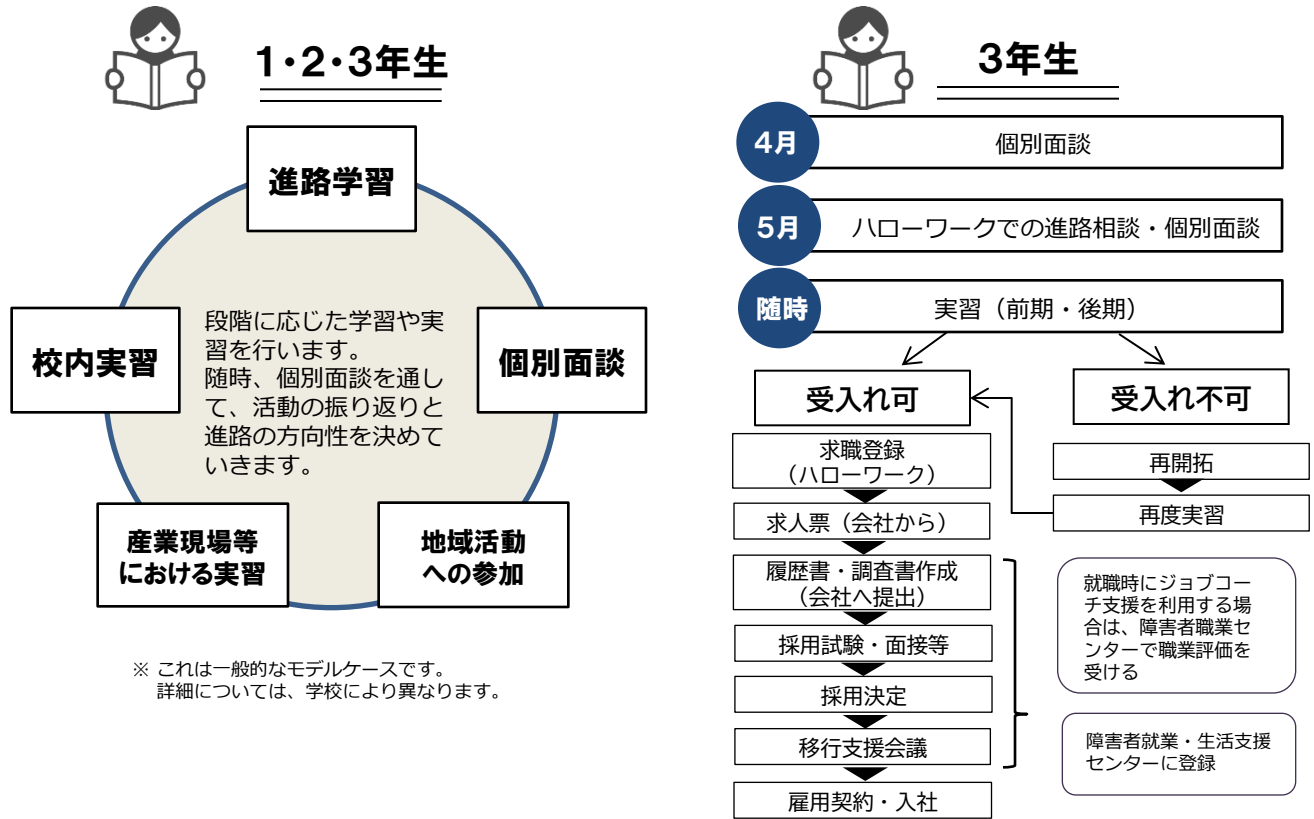 1・2・3年生
進路学習
校内実習
個別面談
段階に応じた学習や実
習を行います。
随時、個別面談を通し
て、活動の振り返りと
進路の方向性を決めて
いきます。
産業現場等
における実習
地域活動
への参加
※ これは一般的なモデルケースです。
詳細については、学校により異なります。
3年生
4月
個別面談
5月
ハローワークでの進路相談・個別面談
随時
実習（前期・後期）
受入れ可
受入れ不可
求職登録
（ハローワーク）
求人票（会社から）
履歴書・調査書作成
（会社へ提出）
採用試験・面接等
採用決定
移行支援会議
雇用契約・入社
再開拓
再度実習
就職時にジョブコー
チ支援を利用する場
合は、障害者職業セ
ンターで職業評価を
受ける
障害者就業・生活支援
センターに登録